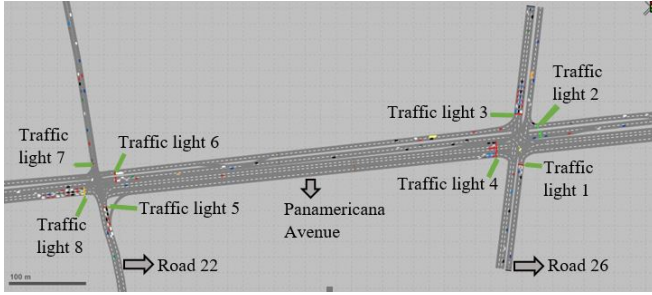 Traffic
light 2
Traffic light 3
Traffic
light 7
Traffic light 6
Traffic light 4
Traffic
light 1
Traffic light 5
Panamericana
Avenue
Traffic
light 8
Road 22
Road 26
100 m